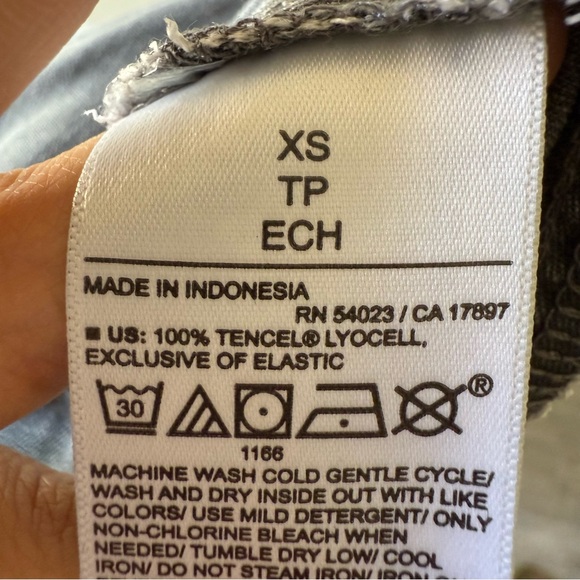 XS
TP
ECH
MADE IN INDONESIA
RN 54023 / CA 17897
US: 100% TENCEL® LYOCELL,
EXCLUSIVE OF ELASTIC
30
®
1166
MACHINE WASH COLD GENTLE CYCLE/
WASH AND DRY INSIDE OUT WITH LIKE
COLORS/ USE MILD DETERGENT/ ONLY
NON-CHLORINE BLEACH WHEN
NEEDED/ TUMBLE DRY LOW/ COOL
IRON/ DO NOT STEAM IRON/ IRON ON